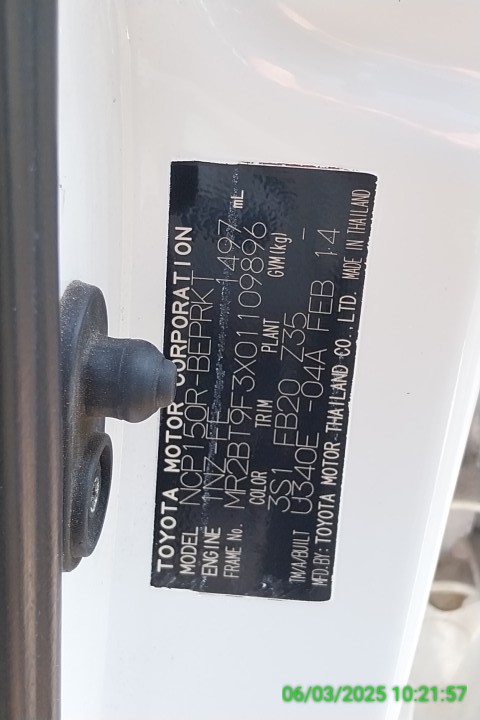 TOYOTA MOTOR CORPORATION
MODEL NCP150R-BEPRKT
ENGINE 1NZ-FE 1497 mL
FRAME No. MR2BT9F3X01109896
COLOR TRIM PLANT GVM(kg)
3S1 FB20 Z35 -
TM/A/BUILT U340E -04A FEB 14
MFD.BY: TOYOTA MOTOR THAILAND CO.,LTD. MADE IN THAILAND
06/03/2025 10:21:57